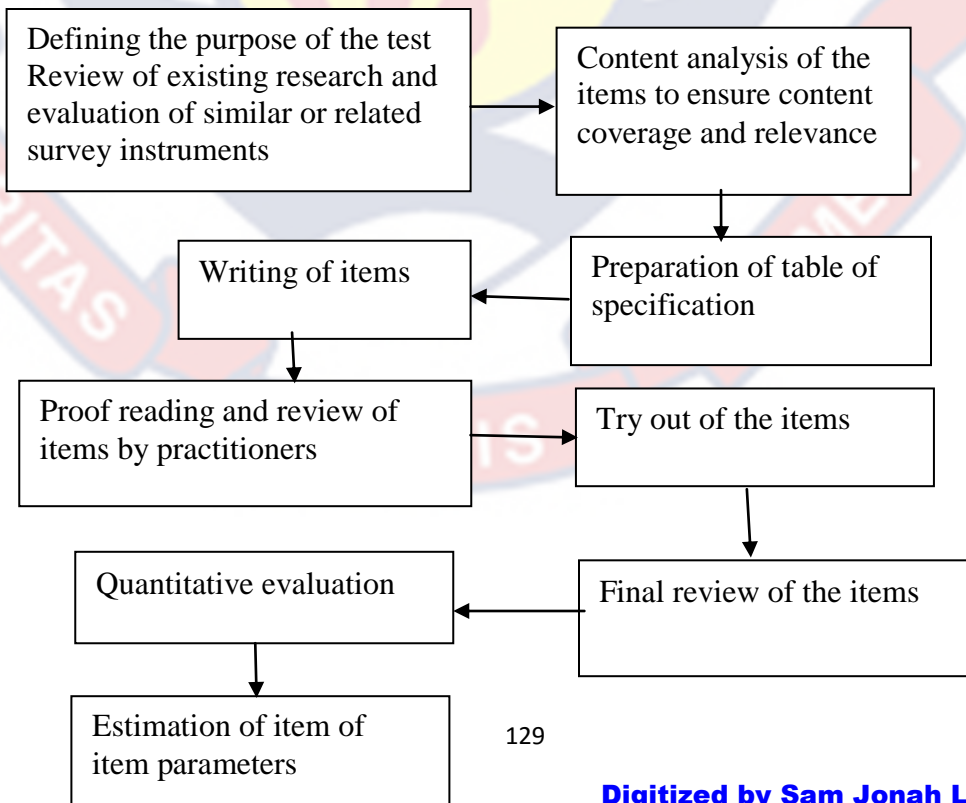 Defining the purpose of the test
Review of existing research and
evaluation of similar or related
survey instruments
Content analysis of the
items to ensure content
coverage and relevance
Preparation of table of
specification
Writing of items
Proof reading and review of
items by practitioners
Try out of the items
Final review of the items
Quantitative evaluation
Estimation of item of
item parameters
129
Digitized by Sam Jonah L